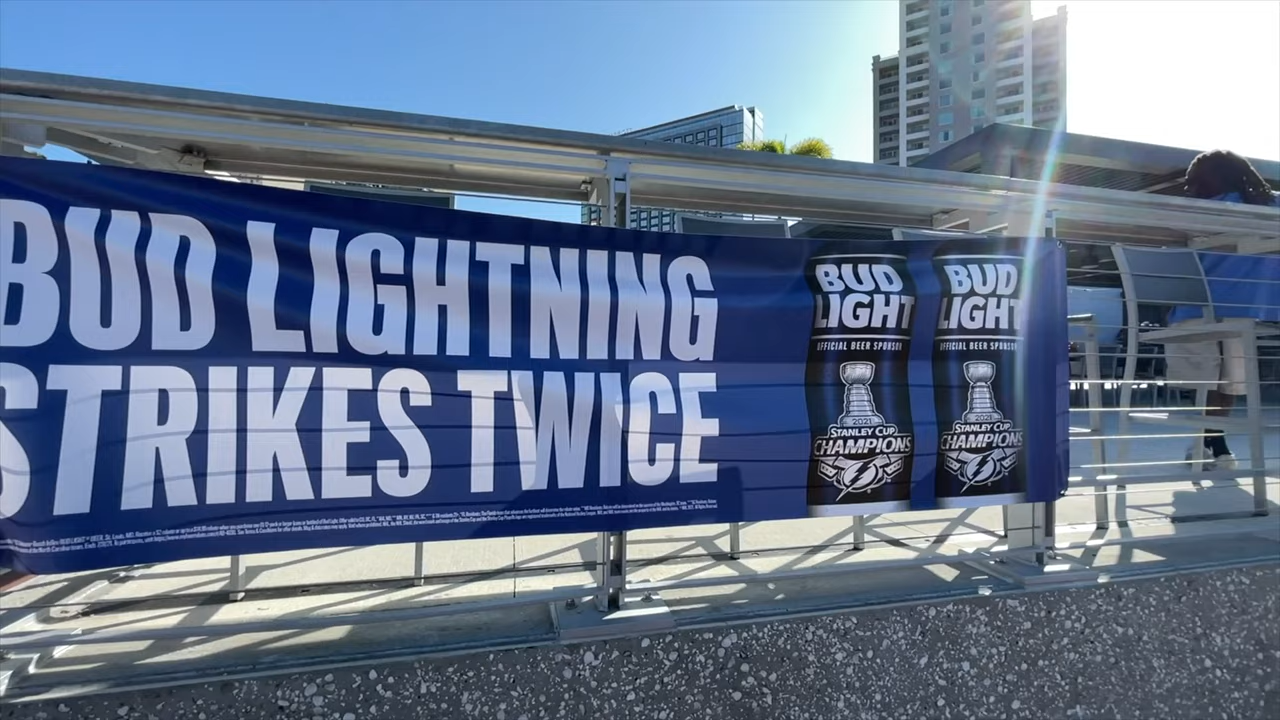 BUD LIGHTNING
STRIKES TWICE
BUD
LIGHT
OFFICIAL BEER SPONSOR
2021
STANLEY CUP
CHAMPIONS
BUD
LIGHT
OFFICIAL BEER SPONSOR
2021
STANLEY CUP
CHAMPIONS